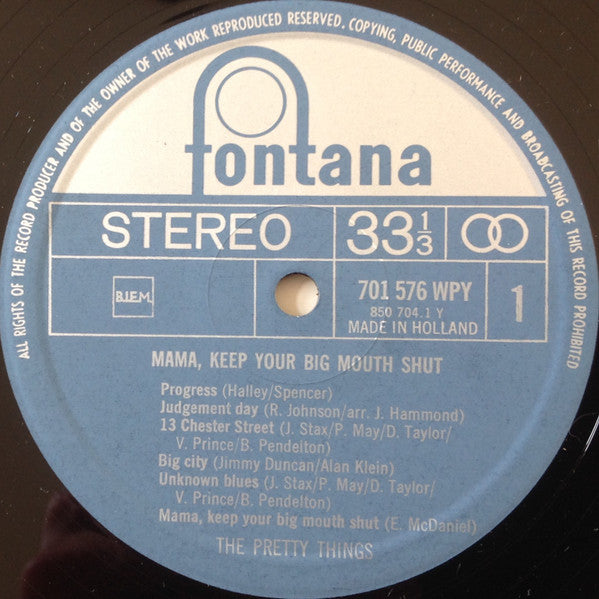 ALL RIGHTS OF THE RECORD PRODUCER AND OF THE OWNER OF THE WORK REPRODUCED RESERVED. COPYING, PUBLIC PERFORMANCE AND BROADCASTING OF THIS RECORD PROHIBITED
fontana
STEREO 33 1/3
B.I.E.M. 701 576 WPY 1
850 704.1 Y
MADE IN HOLLAND
MAMA, KEEP YOUR BIG MOUTH SHUT
Progress (Halley/Spencer)
Judgement day (R. Johnson/arr. J. Hammond)
13 Chester Street (J. Stax/P. May/D. Taylor/
V. Prince/B. Pendelton)
Big city (Jimmy Duncan/Alan Klein)
Unknown blues (J. Stax/P. May/D. Taylor/
V. Prince/B. Pendelton)
Mama, keep your big mouth shut (E. McDaniel)
THE PRETTY THINGS